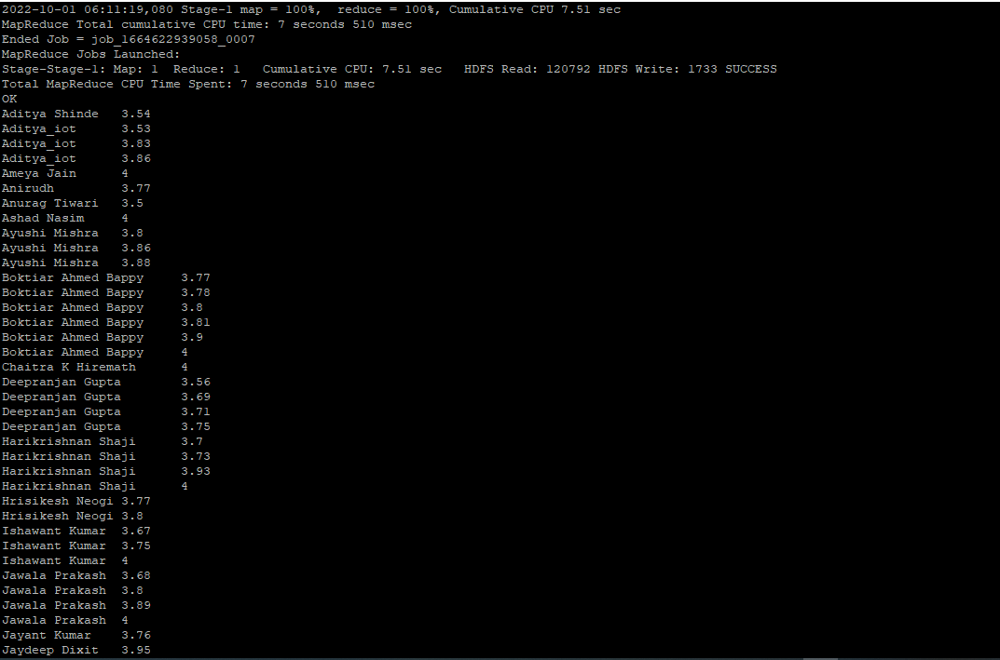 2022-10-01 06:11:19,080 Stage-1 map = 100%,  reduce = 100%, Cumulative CPU 7.51 sec
MapReduce Total cumulative CPU time: 7 seconds 510 msec
Ended Job = job_1664622939058_0007
MapReduce Jobs Launched:
Stage-Stage-1: Map: 1  Reduce: 1   Cumulative CPU: 7.51 sec   HDFS Read: 120792 HDFS Write: 1733 SUCCESS
Total MapReduce CPU Time Spent: 7 seconds 510 msec
OK
Aditya Shinde   3.54
Aditya_iot      3.53
Aditya_iot      3.83
Aditya_iot      3.86
Ameya Jain      4
Anirudh         3.77
Anurag Tiwari   3.5
Ashad Nasim     4
Ayushi Mishra   3.8
Ayushi Mishra   3.86
Ayushi Mishra   3.88
Boktiar Ahmed Bappy     3.77
Boktiar Ahmed Bappy     3.78
Boktiar Ahmed Bappy     3.8
Boktiar Ahmed Bappy     3.81
Boktiar Ahmed Bappy     3.9
Boktiar Ahmed Bappy     4
Chaitra K Hiremath      4
Deepranjan Gupta        3.56
Deepranjan Gupta        3.69
Deepranjan Gupta        3.71
Deepranjan Gupta        3.75
Harikrishnan Shaji      3.7
Harikrishnan Shaji      3.73
Harikrishnan Shaji      3.93
Harikrishnan Shaji      4
Hrisikesh Neogi 3.77
Hrisikesh Neogi 3.8
Ishawant Kumar  3.67
Ishawant Kumar  3.75
Ishawant Kumar  4
Jawala Prakash  3.68
Jawala Prakash  3.8
Jawala Prakash  3.89
Jawala Prakash  4
Jayant Kumar    3.76
Jaydeep Dixit   3.95